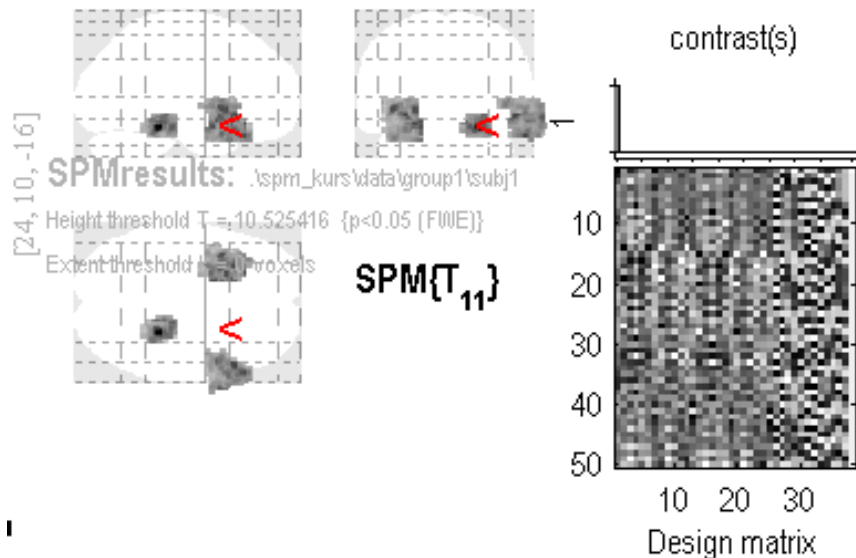 contrast(s)
1
[24, 10, -16]
SPMresults: .\spm_kurs\data\group1\subj1
Height threshold T = 10.525416 {p<0.05 (FWE)}
Extent threshold voxels
SPM{T11}
<
<
<
10
20
30
40
50
10 20 30
Design matrix